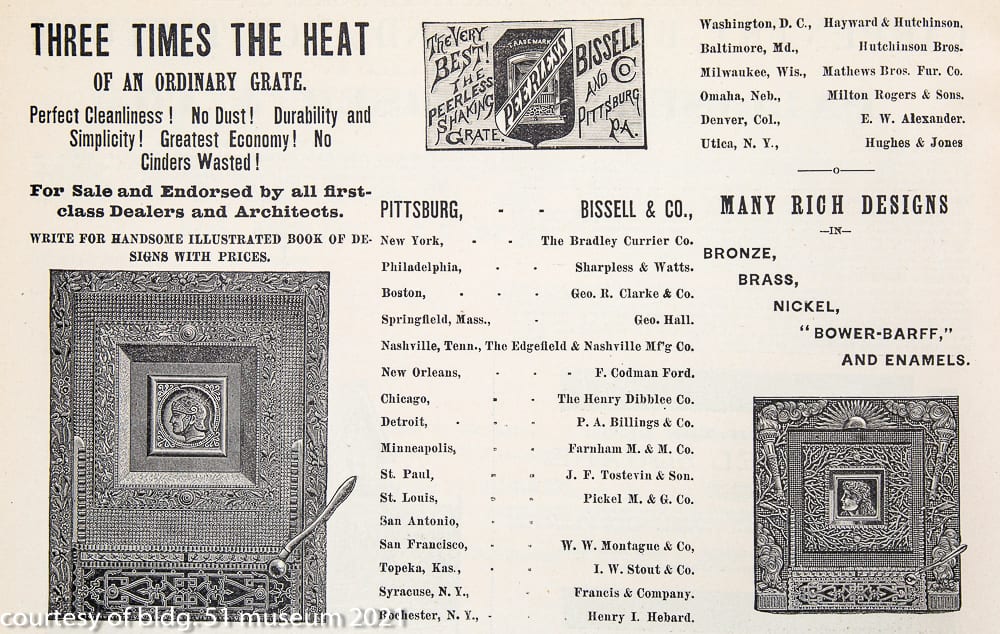 THREE TIMES THE HEAT
OF AN ORDINARY GRATE.
Perfect Cleanliness! No Dust! Durability and
Simplicity! Greatest Economy! No
Cinders Wasted!
For Sale and Endorsed by all first-
class Dealers and Architects.
WRITE FOR HANDSOME ILLUSTRATED BOOK OF DE-
SIGNS WITH PRICES.
The Very
BEST!
THE
PEERLESS
SHAKING
GRATE.
TRADE MARK
PEERLESS
BISSELL
AND CO
PITTSBURG
PA.
PITTSBURG, - - BISSELL & CO.,
New York, - - The Bradley Currier Co.
Philadelphia, - - Sharpless & Watts.
Boston, - - - Geo. R. Clarke & Co.
Springfield, Mass., - Geo. Hall.
Nashville, Tenn., The Edgefield & Nashville Mf'g Co.
New Orleans, - - - F. Codman Ford.
Chicago, - - The Henry Dibblee Co.
Detroit, - - - P. A. Billings & Co.
Minneapolis, - - Farnham M. & M. Co.
St. Paul, - - J. F. Tostevin & Son.
St. Louis, - - Pickel M. & G. Co.
San Antonio, - -
San Francisco, - - W. W. Montague & Co,
Topeka, Kas., - - I. W. Stout & Co.
Syracuse, N. Y., - - Francis & Company.
Rochester, N. Y., - - Henry I. Hebard.
Washington, D. C., Hayward & Hutchinson.
Baltimore, Md., Hutchinson Bros.
Milwaukee, Wis., Mathews Bros. Fur. Co.
Omaha, Neb., Milton Rogers & Sons.
Denver, Col., E. W. Alexander.
Utica, N. Y., Hughes & Jones
MANY RICH DESIGNS
—IN—
BRONZE,
BRASS,
NICKEL,
"BOWER-BARFF,"
AND ENAMELS.
courtesy of bldg. 51 museum 2021